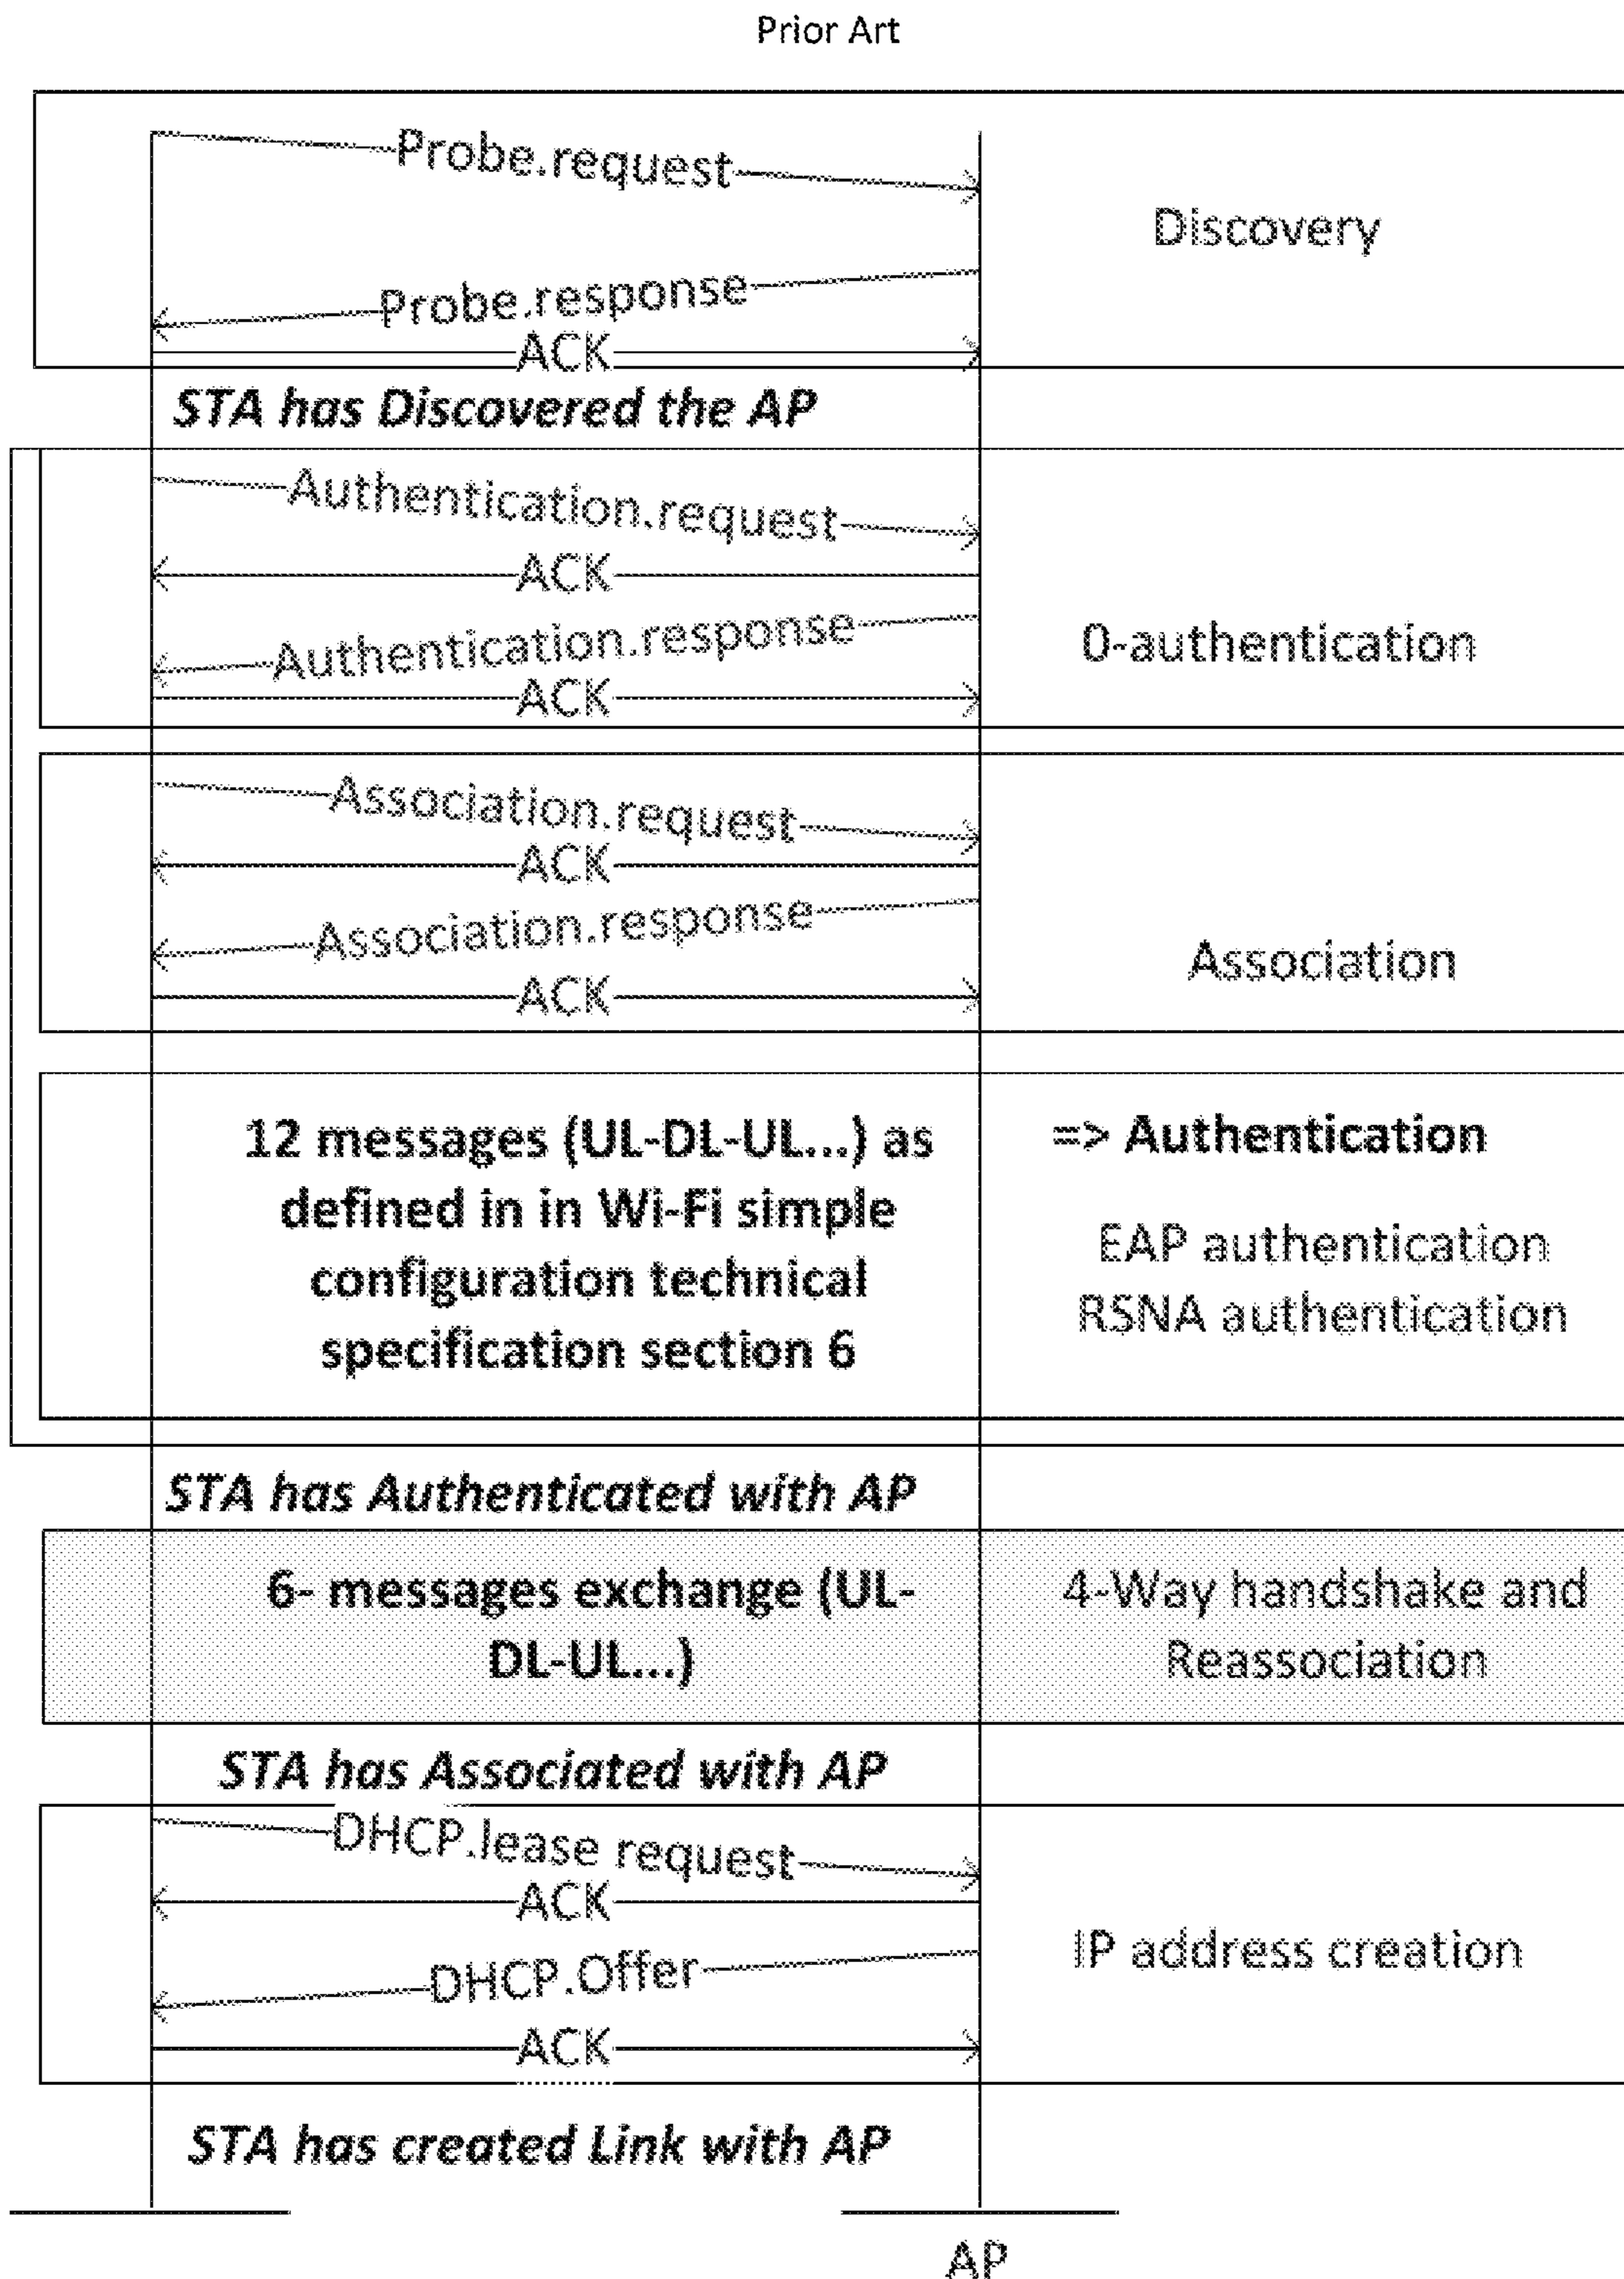 Prior Art
Probe.request
Discovery
Probe.response
ACK
STA has Discovered the AP
Authentication.request
ACK
Authentication.response
0-authentication
ACK
Association.request
ACK
Association.response
Association
ACK
12 messages (UL-DL-UL...) as
defined in in Wi-Fi simple
configuration technical
specification section 6
=> Authentication
EAP authentication
RSNA authentication
STA has Authenticated with AP
6- messages exchange (UL-
DL-UL...)
4-Way handshake and
Reassociation
STA has Associated with AP
DHCP.lease request
ACK
IP address creation
DHCP.Offer
ACK
STA has created Link with AP
AP